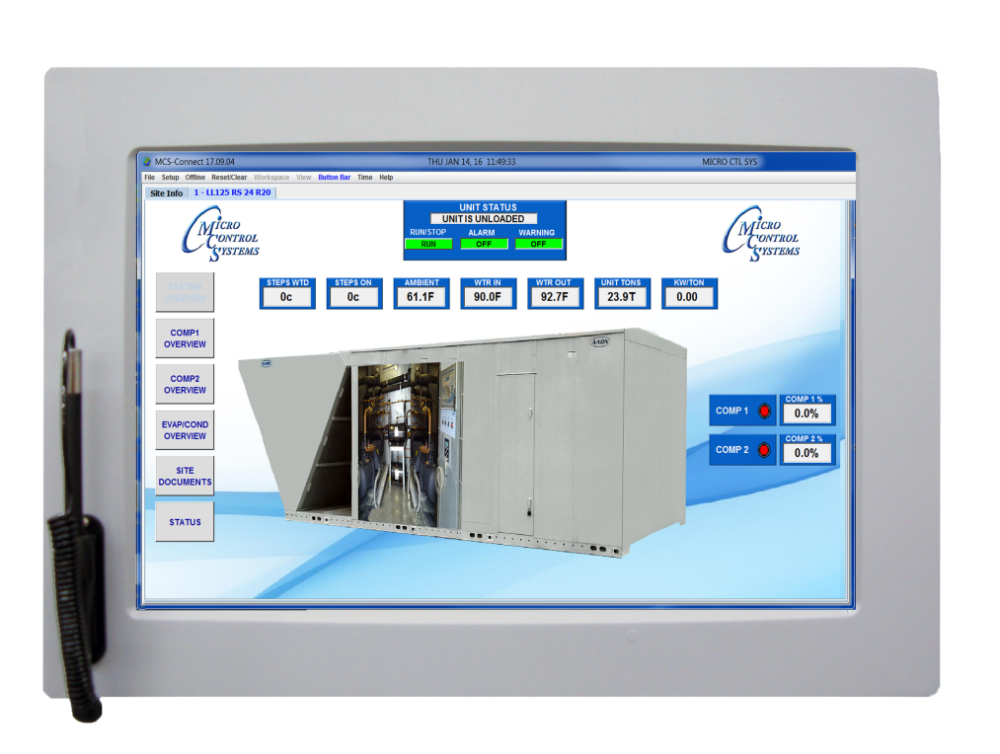 MCS-Connect 17.09.04
THU JAN 14, 16 11:49:33
MICRO CTL SYS
File Setup Offline Reset/Clear Workspace View Button Bar Time Help
Site Info
1 - LL125 RS 24 R20
MICRO
CONTROL
SYSTEMS
UNIT STATUS
UNIT IS UNLOADED
RUN/STOP ALARM WARNING
RUN OFF OFF
MICRO
CONTROL
SYSTEMS
SYSTEM
OVERVIEW
STEPS WTD STEPS ON AMBIENT WTR IN WTR OUT UNIT TONS KW/TON
0c 0c 61.1F 90.0F 92.7F 23.9T 0.00
COMP1
OVERVIEW
COMP2
OVERVIEW
EVAP/COND
OVERVIEW
SITE
DOCUMENTS
STATUS
AAON
AAON
COMP 1
COMP 1 %
0.0%
COMP 2
COMP 2 %
0.0%